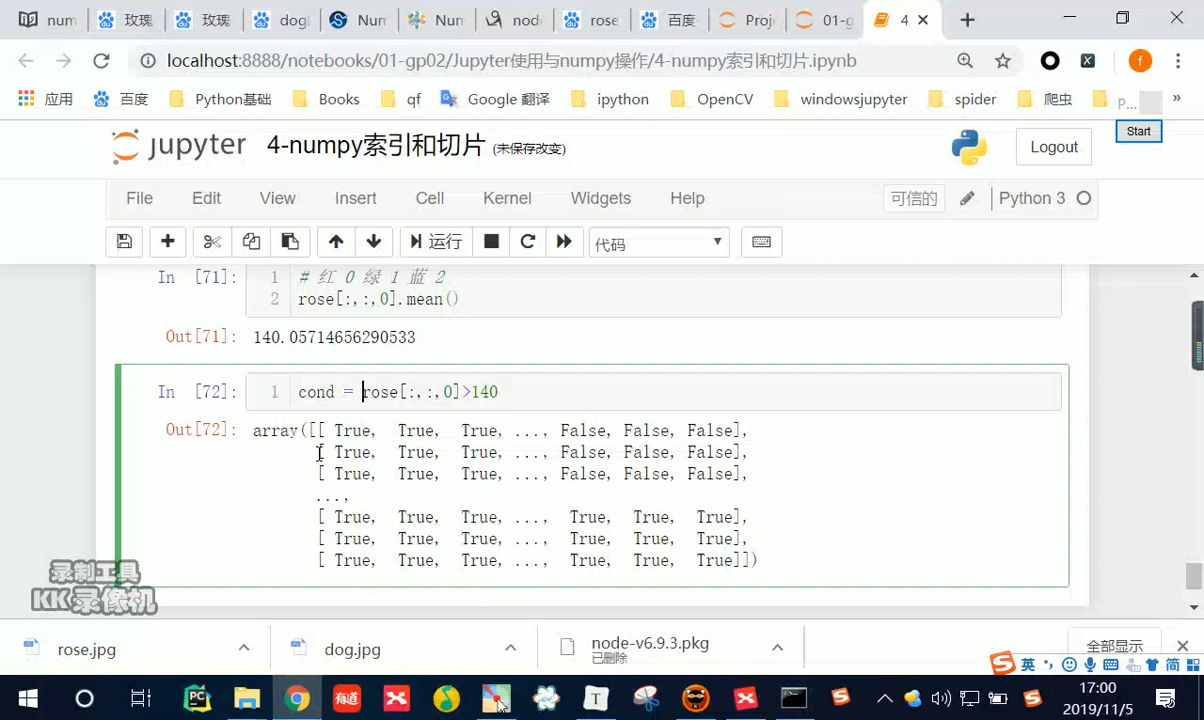 num 玫瑰 玫瑰 dogl Num Num node rose 百度 Proj 01-g 4
localhost:8888/notebooks/01-gp02/Jupyter使用与numpy操作/4-numpy索引和切片.ipynb f
应用 百度 Python基础 Books qf Google 翻译 ipython OpenCV windowsjupyter spider 爬虫 P... »
Start
jupyter 4-numpy索引和切片 (未保存改变) Logout
File Edit View Insert Cell Kernel Widgets Help 可信的 Python 3
运行 代码
In [71]: 1 # 红 0 绿 1 蓝 2
2 rose[:,:,0].mean()
Out[71]: 140.05714656290533
In [72]: 1 cond = rose[:,:,0]>140
Out[72]: array([[ True, True, True, ..., False, False, False],
[ True, True, True, ..., False, False, False],
[ True, True, True, ..., False, False, False],
...,
[ True, True, True, ..., True, True, True],
[ True, True, True, ..., True, True, True],
[ True, True, True, ..., True, True, True]])
录制工具
KK录像机
rose.jpg dog.jpg node-v6.9.3.pkg 全部显示
已删除
英 简
PC 有道 T
17:00
2019/11/5